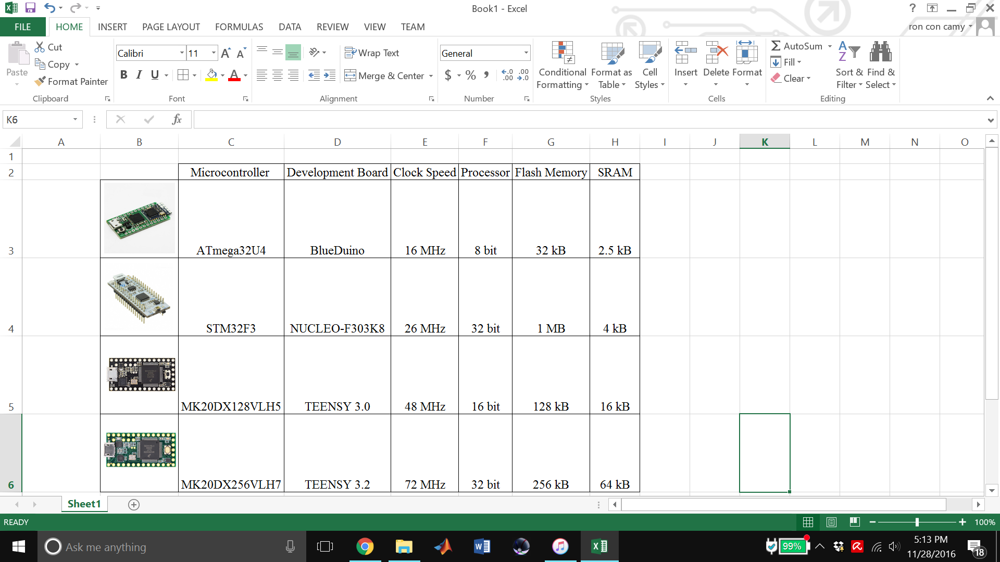 Book1 - Excel
?
FILE HOME INSERT PAGE LAYOUT FORMULAS DATA REVIEW VIEW TEAM
ron con camy
Paste
Cut
Copy
Format Painter
Clipboard
Calibri 11
B I U
Font
Wrap Text
Merge & Center
Alignment
General
$ % ,
Number
Conditional Formatting
Format as Table
Cell Styles
Styles
Insert Delete Format
Cells
AutoSum
Fill
Clear
Sort & Filter
Find & Select
Editing
K6
fx
A B C D E F G H I J K L M N O
1
2 Microcontroller Development Board Clock Speed Processor Flash Memory SRAM
3 ATmega32U4 BlueDuino 16 MHz 8 bit 32 kB 2.5 kB
4 STM32F3 NUCLEO-F303K8 26 MHz 32 bit 1 MB 4 kB
5 MK20DX128VLH5 TEENSY 3.0 48 MHz 16 bit 128 kB 16 kB
6 MK20DX256VLH7 TEENSY 3.2 72 MHz 32 bit 256 kB 64 kB
Sheet1
READY
100%
Ask me anything
99%
5:13 PM
11/28/2016
18